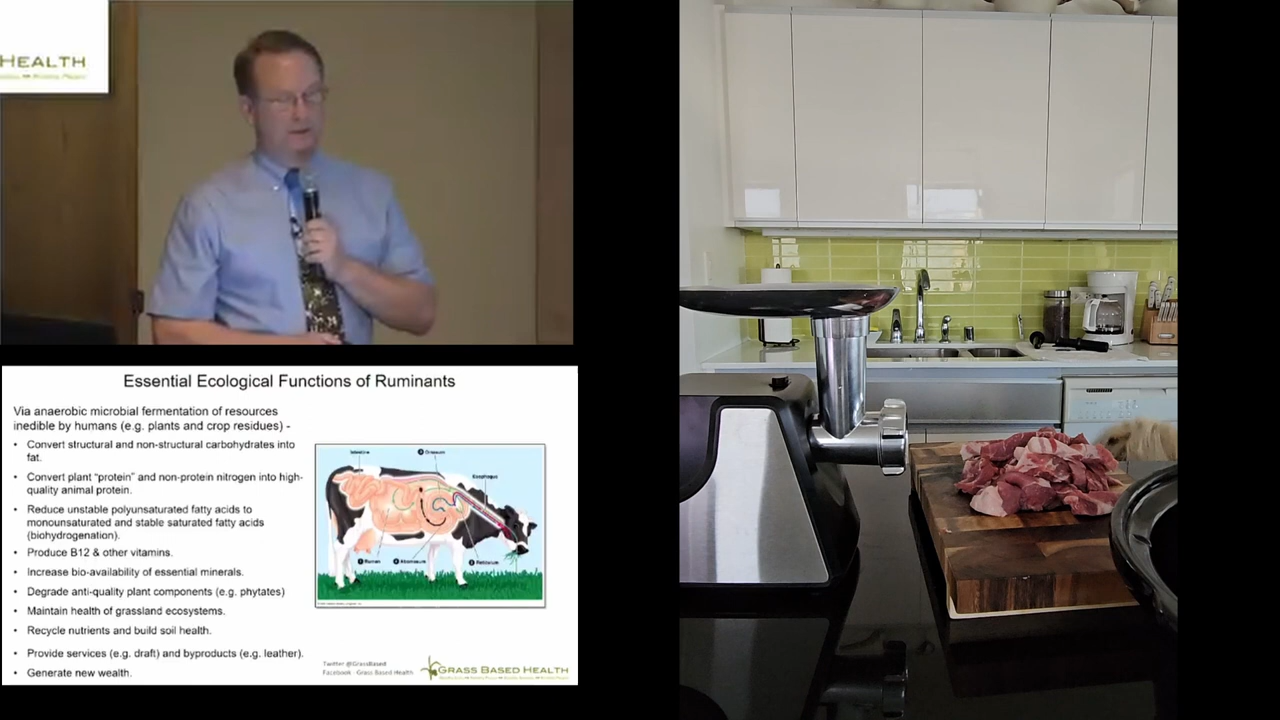 HEALTH
Essential Ecological Functions of Ruminants
Via anaerobic microbial fermentation of resources
inedible by humans (e.g. plants and crop residues) -
• Convert structural and non-structural carbohydrates into
fat.
• Convert plant “protein” and non-protein nitrogen into high-
quality animal protein.
• Reduce unstable polyunsaturated fatty acids to
monounsaturated and stable saturated fatty acids
(biohydrogenation).
• Produce B12 & other vitamins.
• Increase bio-availability of essential minerals.
• Degrade anti-quality plant components (e.g. phytates)
• Maintain health of grassland ecosystems.
• Recycle nutrients and build soil health.
• Provide services (e.g. draft) and byproducts (e.g. leather).
• Generate new wealth.
Intestine
Omasum
Esophagus
Rumen
Abomasum
Reticulum
Twitter @GrassBased
Facebook - Grass Based Health
GRASS BASED HEALTH